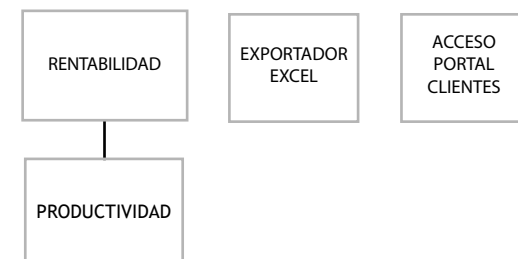 RENTABILIDAD
EXPORTADOR
EXCEL
ACCESO
PORTAL
CLIENTES
PRODUCTIVIDAD